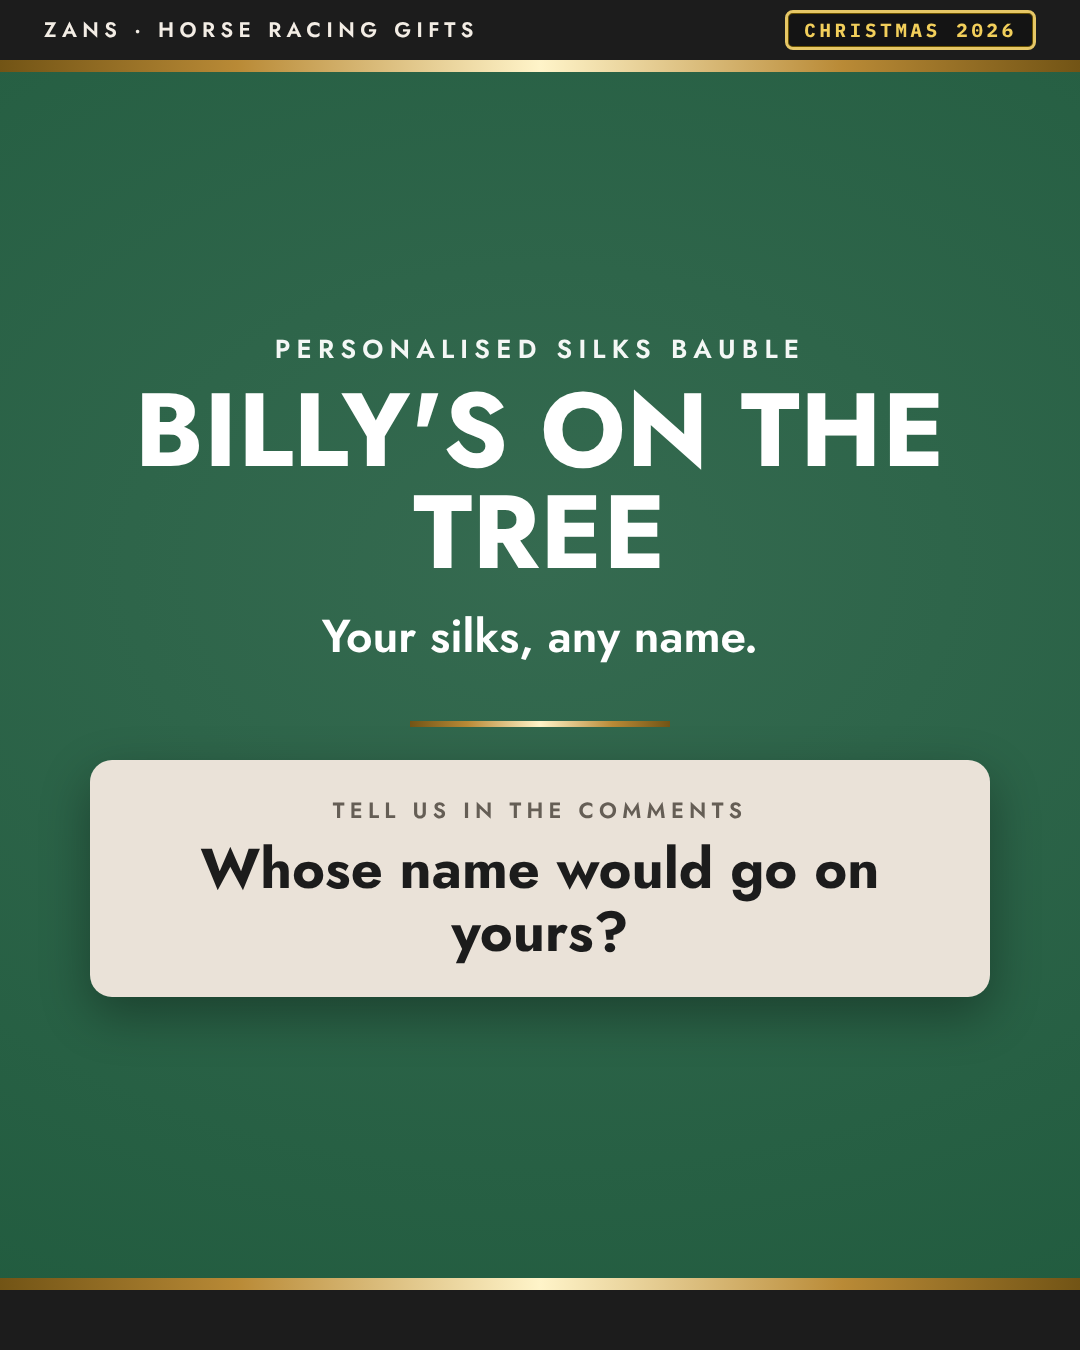 ZANS · HORSE RACING GIFTS
CHRISTMAS 2026
PERSONALISED SILKS BAUBLE
BILLY'S ON THE
TREE
Your silks, any name.
TELL US IN THE COMMENTS
Whose name would go on
yours?